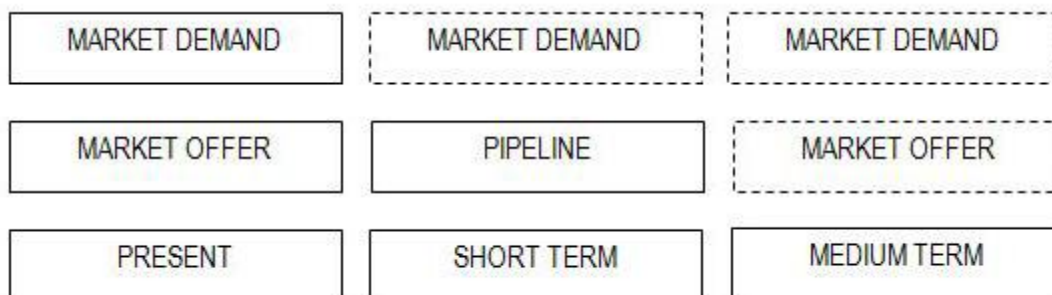 MARKET DEMAND MARKET DEMAND MARKET DEMAND
MARKET OFFER PIPELINE MARKET OFFER
PRESENT SHORT TERM MEDIUM TERM